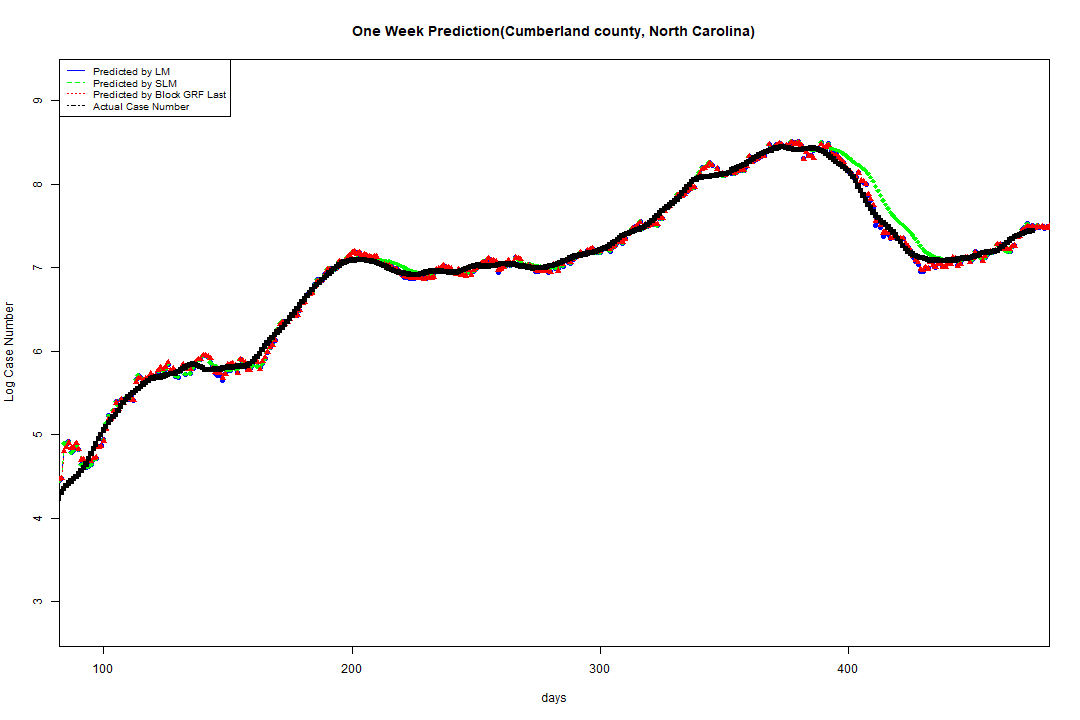 One Week Prediction(Cumberland county, North Carolina)
Predicted by LM
Predicted by SLM
Predicted by Block GRF Last
Actual Case Number
9
8
7
6
5
4
3
Log Case Number
100 200 300 400
days